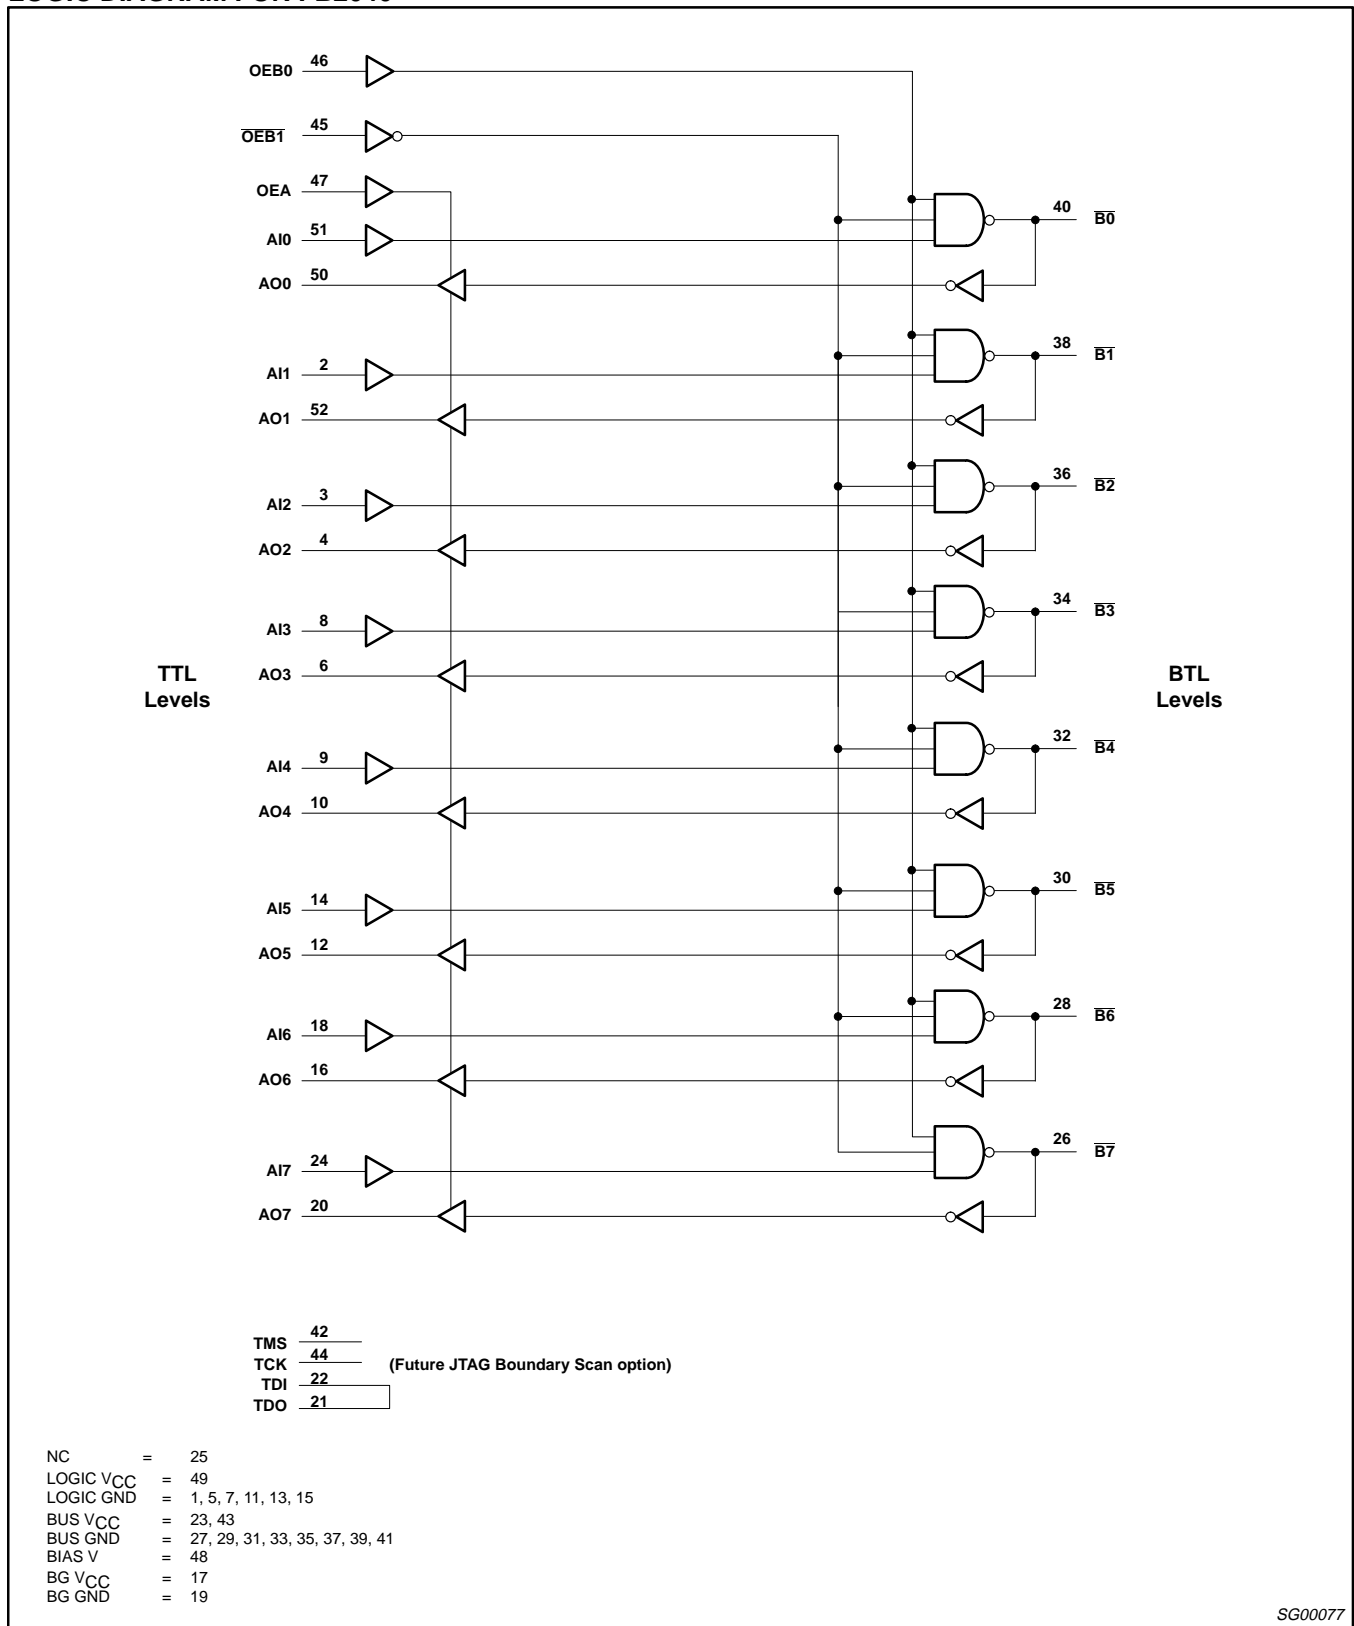 OEB0 46
OEB1 45
OEA 47
AI0 51
40 B0
AO0 50
AI1 2
38 B1
AO1 52
AI2 3
36 B2
AO2 4
AI3 8
34 B3
AO3 6
TTL
Levels
BTL
Levels
AI4 9
32 B4
AO4 10
AI5 14
30 B5
AO5 12
AI6 18
28 B6
AO6 16
AI7 24
26 B7
AO7 20
TMS 42
TCK 44
(Future JTAG Boundary Scan option)
TDI 22
TDO 21
NC = 25
LOGIC VCC = 49
LOGIC GND = 1, 5, 7, 11, 13, 15
BUS VCC = 23, 43
BUS GND = 27, 29, 31, 33, 35, 37, 39, 41
BIAS V = 48
BG VCC = 17
BG GND = 19
SG00077